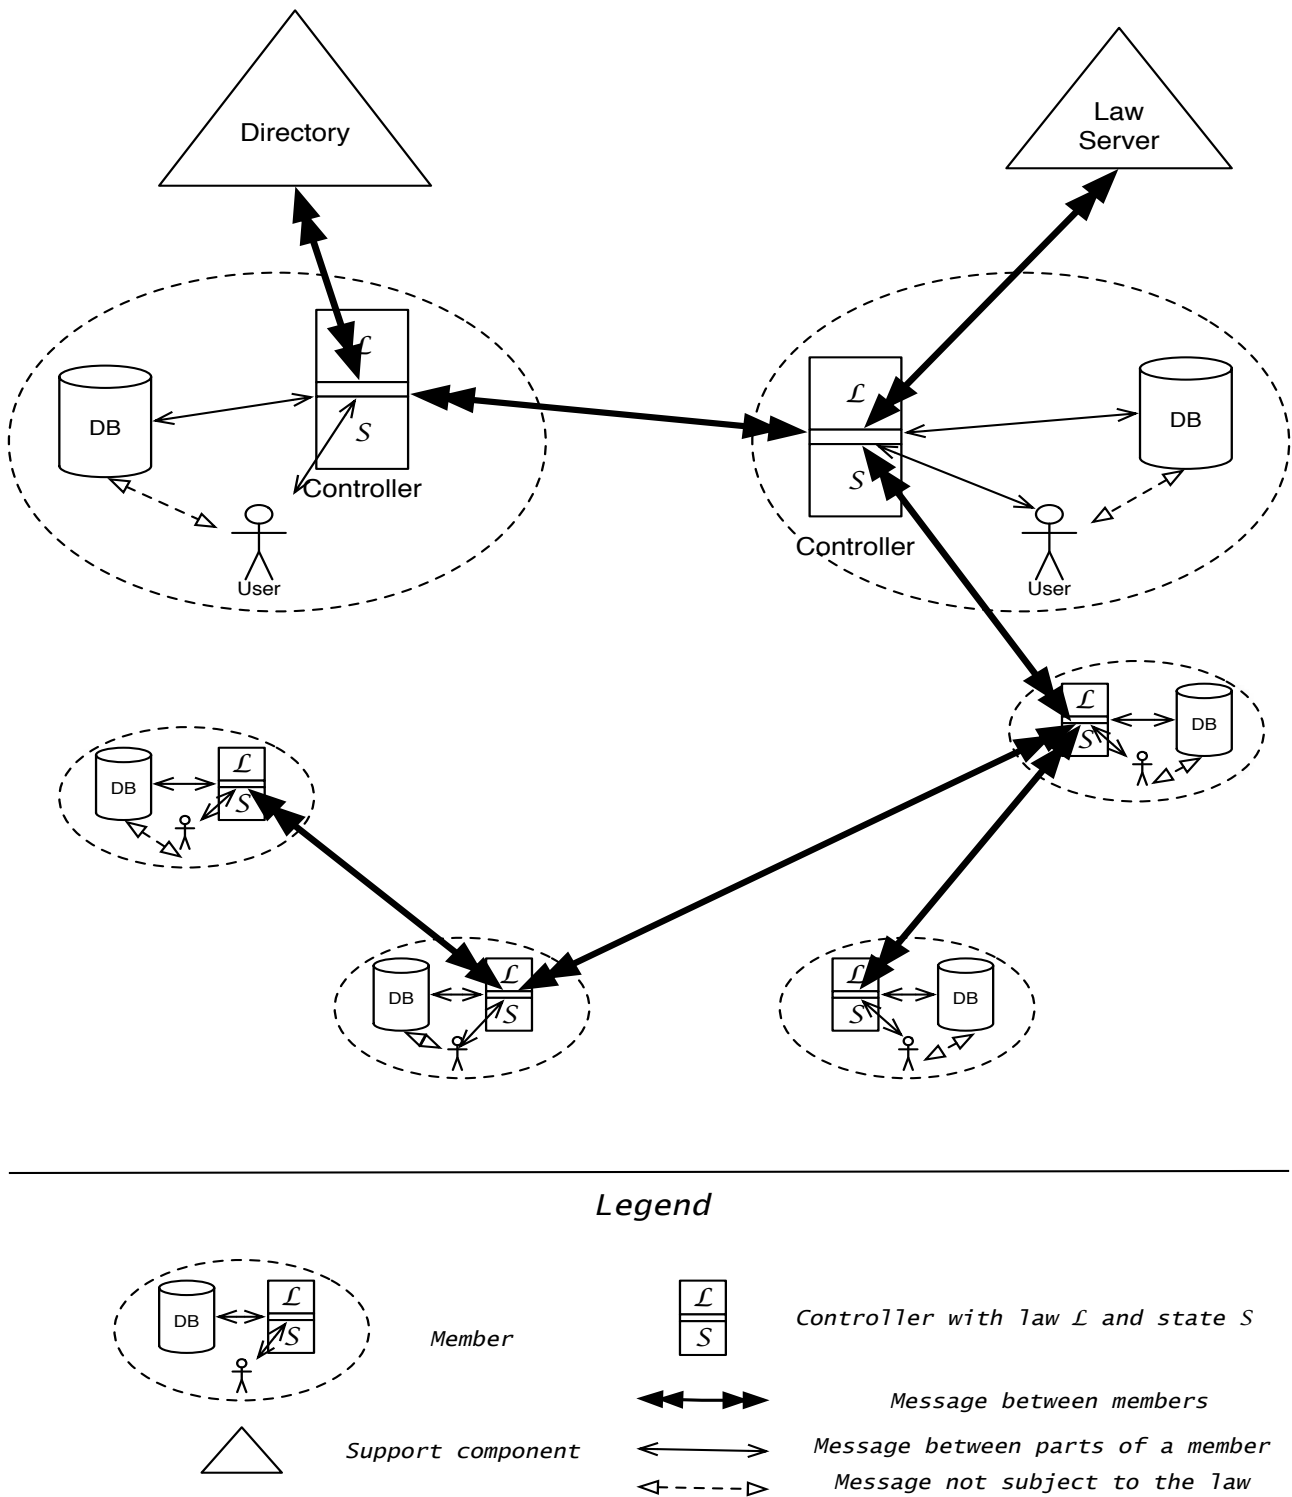 Directory
Law
Server
ℒ
DB
S
Controller
User
ℒ
DB
S
Controller
User
ℒ
DB
S
ℒ
DB
S
ℒ
DB
S
ℒ
DB
S
Legend
ℒ
DB
S
Member
ℒ
S
Controller with law ℒ and state S
Message between members
Support component
Message between parts of a member
Message not subject to the law